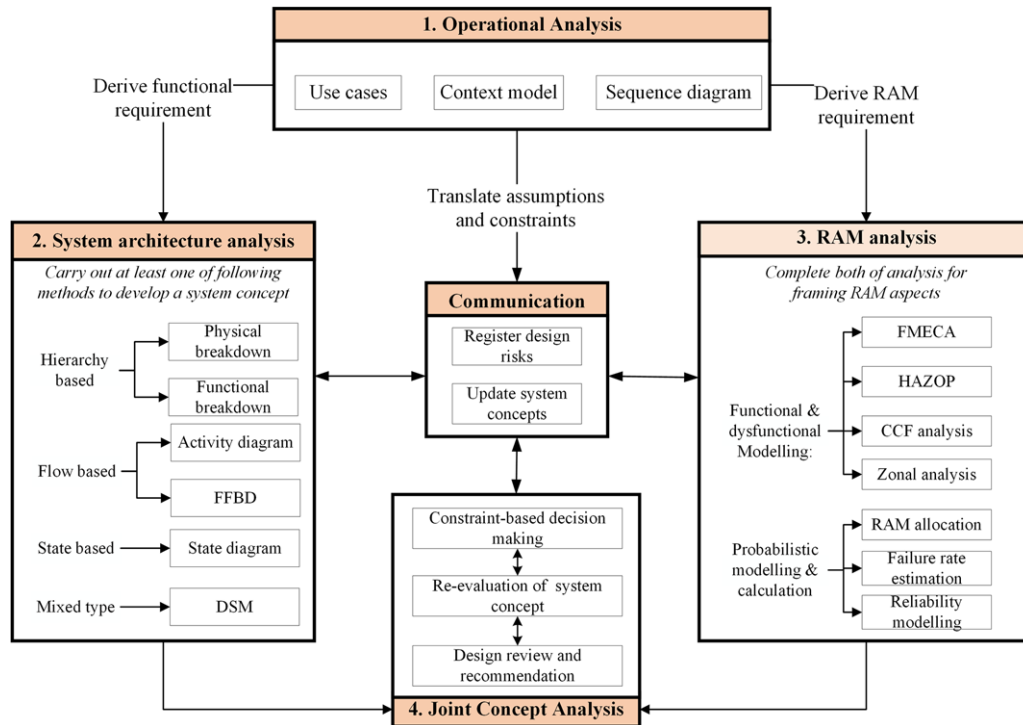 1. Operational Analysis
Use cases
Context model
Sequence diagram
Derive functional
requirement
Derive RAM
requirement
Translate assumptions
and constraints
2. System architecture analysis
Carry out at least one of following
methods to develop a system concept
Hierarchy
based
Physical
breakdown
Functional
breakdown
Flow based
Activity diagram
FFBD
State based
State diagram
Mixed type
DSM
Communication
Register design
risks
Update system
concepts
3. RAM analysis
Complete both of analysis for
framing RAM aspects
Functional &
dysfunctional
Modelling:
FMECA
HAZOP
CCF analysis
Zonal analysis
Probabilistic
modelling &
calculation
RAM allocation
Failure rate
estimation
Reliability
modelling
Constraint-based decision
making
Re-evaluation of system
concept
Design review and
recommendation
4. Joint Concept Analysis